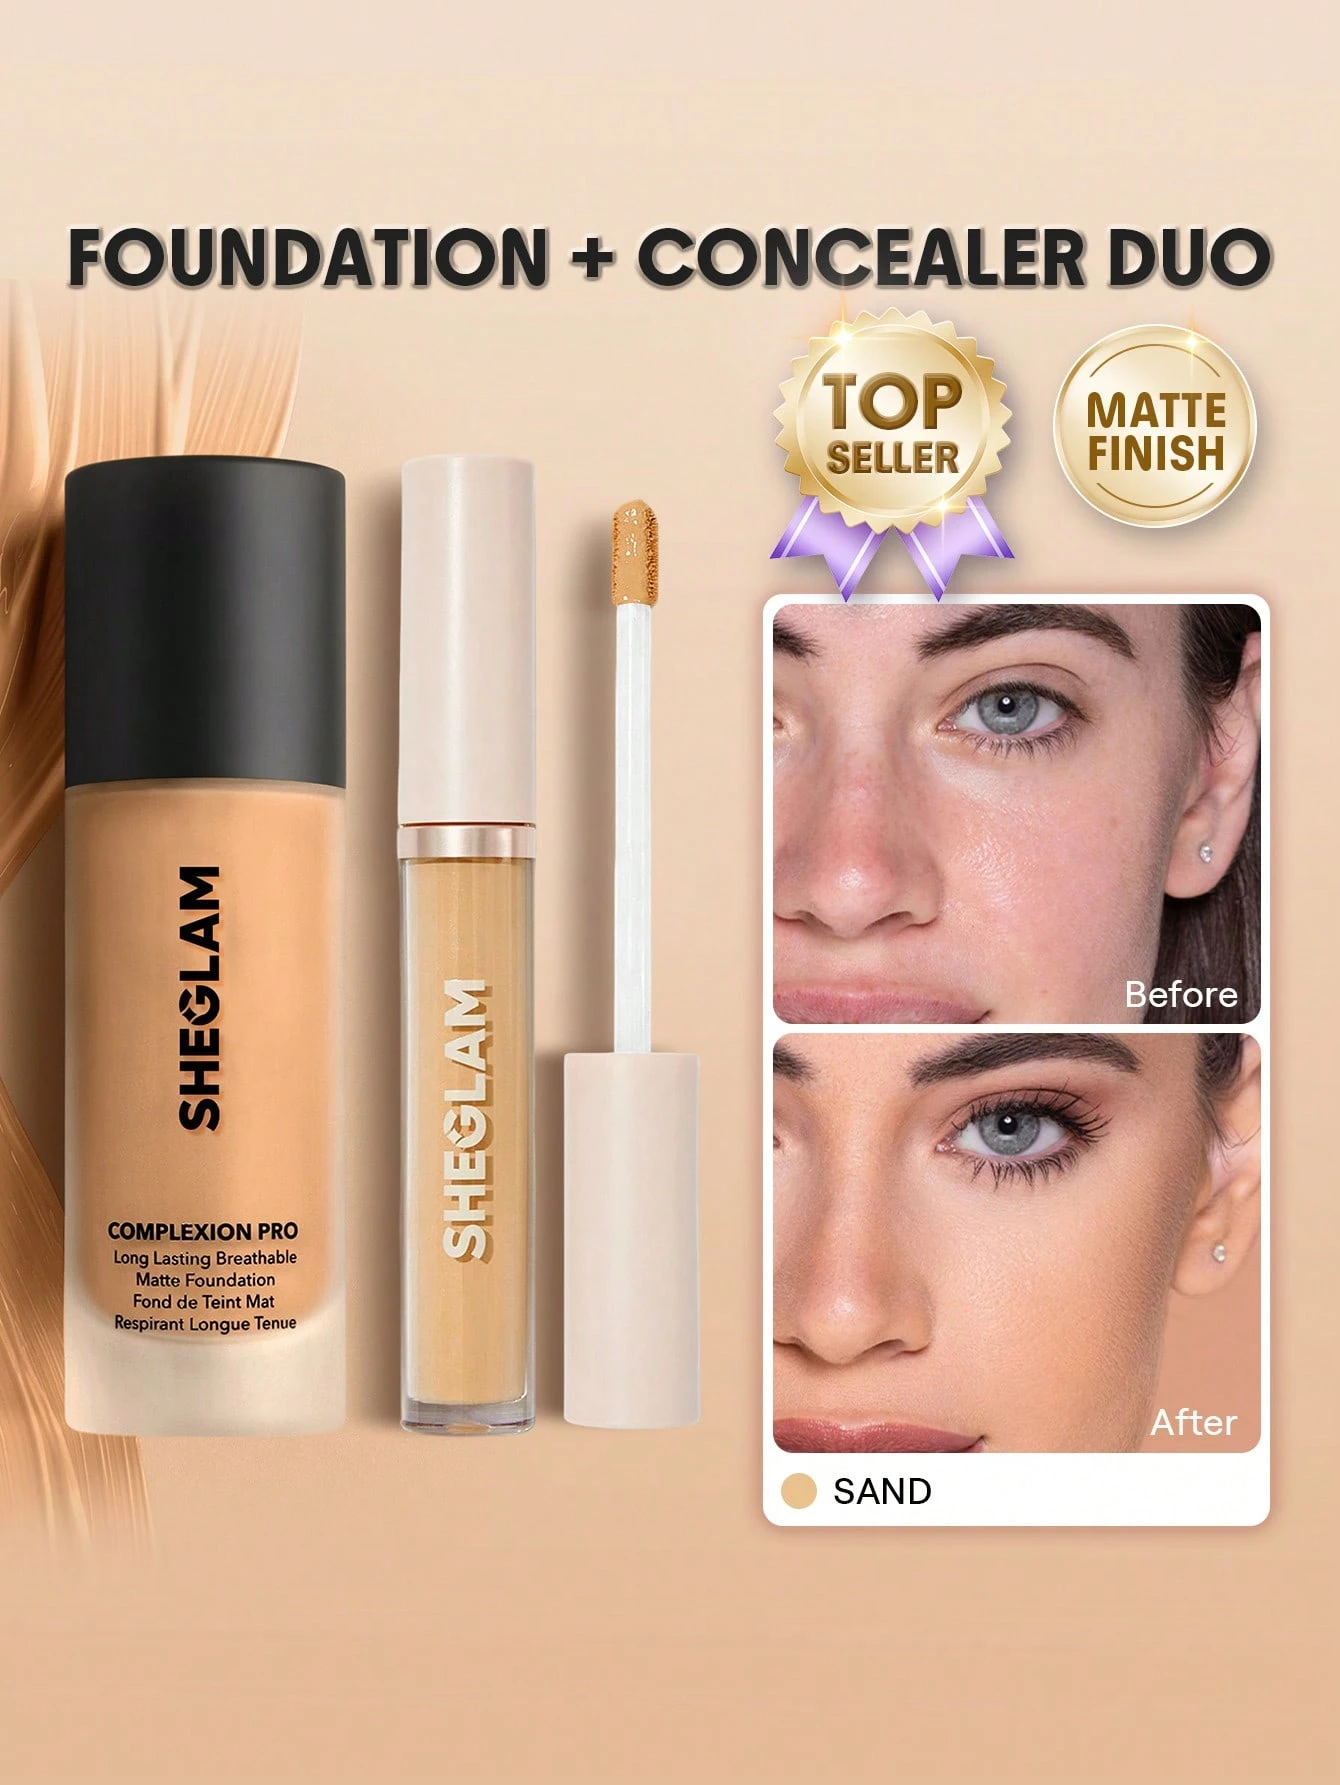 FOUNDATION + CONCEALER DUO
TOP
SELLER
MATTE
FINISH
SHEGLAM
COMPLEXION PRO
Long Lasting Breathable
Matte Foundation
Fond de Teint Mat
Respirant Longue Tenue
SHEGLAM
Before
After
SAND